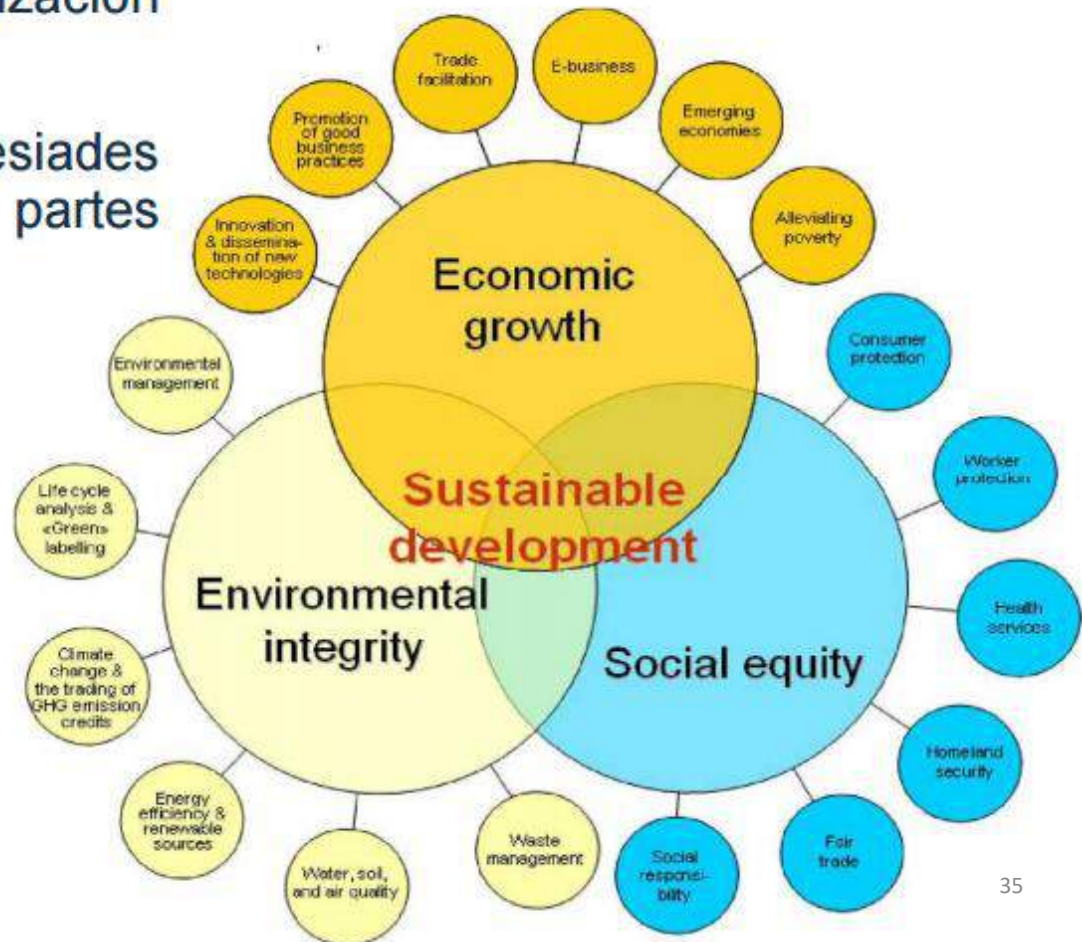 ización
esiades
partes
Trade
facilitation
E-business
Emerging
economies
Promotion
of good
business
practices
Alleviating
poverty
Innovation
& dissemina-
tion of new
technologies
Economic
growth
Consumer
protection
Environmental
management
Worker
protection
Life cycle
analysis &
«Green»
labelling
Sustainable
development
Environmental
integrity
Social equity
Health
services
Climate
change &
the trading of
GHG emission
credits
Homeland
security
Energy
efficiency &
renewable
sources
Waste
management
Fair
trade
Water, soil,
and air quality
Social
responsi-
bility
35